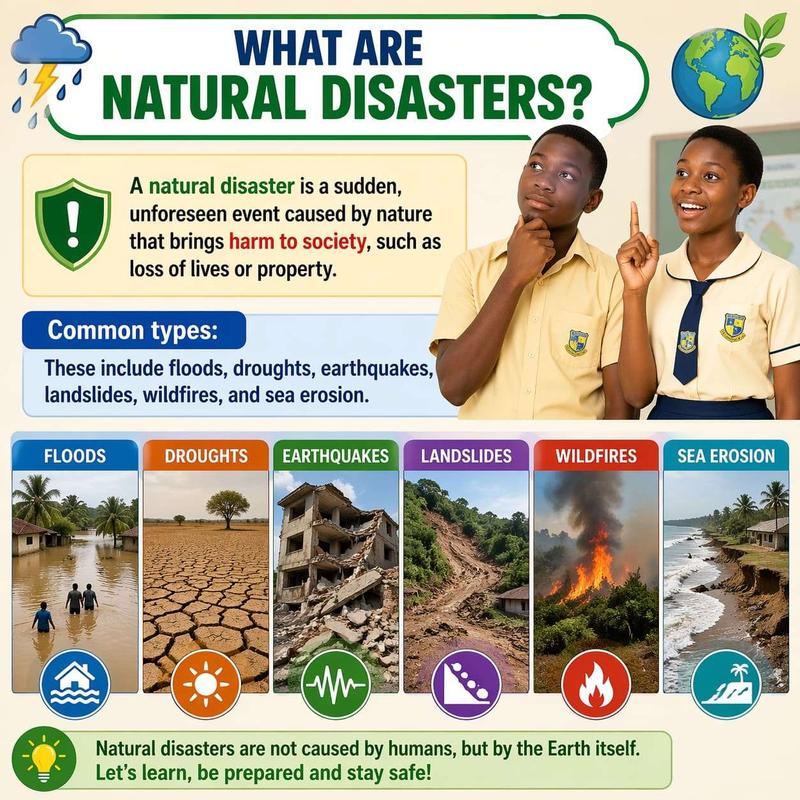 WHAT ARE
NATURAL DISASTERS?
A natural disaster is a sudden,
unforeseen event caused by nature
that brings harm to society, such as
loss of lives or property.
Common types:
These include floods, droughts, earthquakes,
landslides, wildfires, and sea erosion.
FLOODS
DROUGHTS
EARTHQUAKES
LANDSLIDES
WILDFIRES
SEA EROSION
Natural disasters are not caused by humans, but by the Earth itself.
Let's learn, be prepared and stay safe!